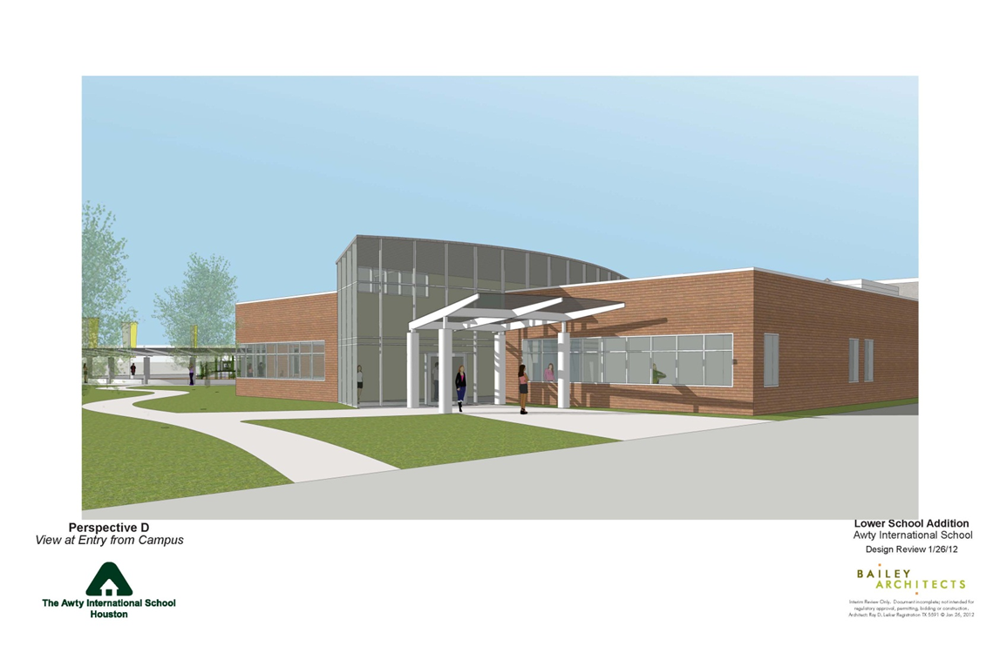 Perspective D
View at Entry from Campus
The Awty International School
Houston
Lower School Addition
Awty International School
Design Review 1/26/12
BAILEY
ARCHITECTS
Interim Review Only. Document incomplete; not intended for
regulatory approval, permitting, bidding or construction.
Architect: Ray D. Leiker Registration TX 5591 © Jan 26, 2012